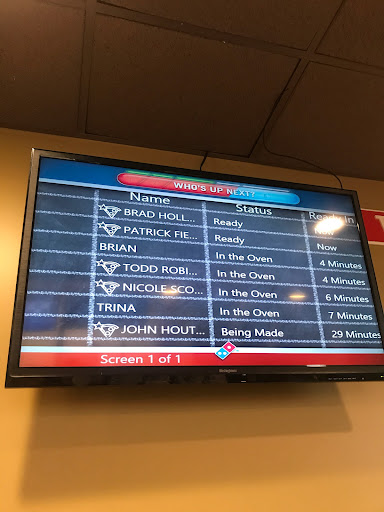 WHO'S UP NEXT?
Name Status Ready In
BRAD HOLL... Ready
PATRICK FIE... Ready Now
BRIAN In the Oven 4 Minutes
TODD ROBI... In the Oven 4 Minutes
NICOLE SCO... In the Oven 6 Minutes
TRINA In the Oven 7 Minutes
JOHN HOUT... Being Made 29 Minutes
Screen 1 of 1